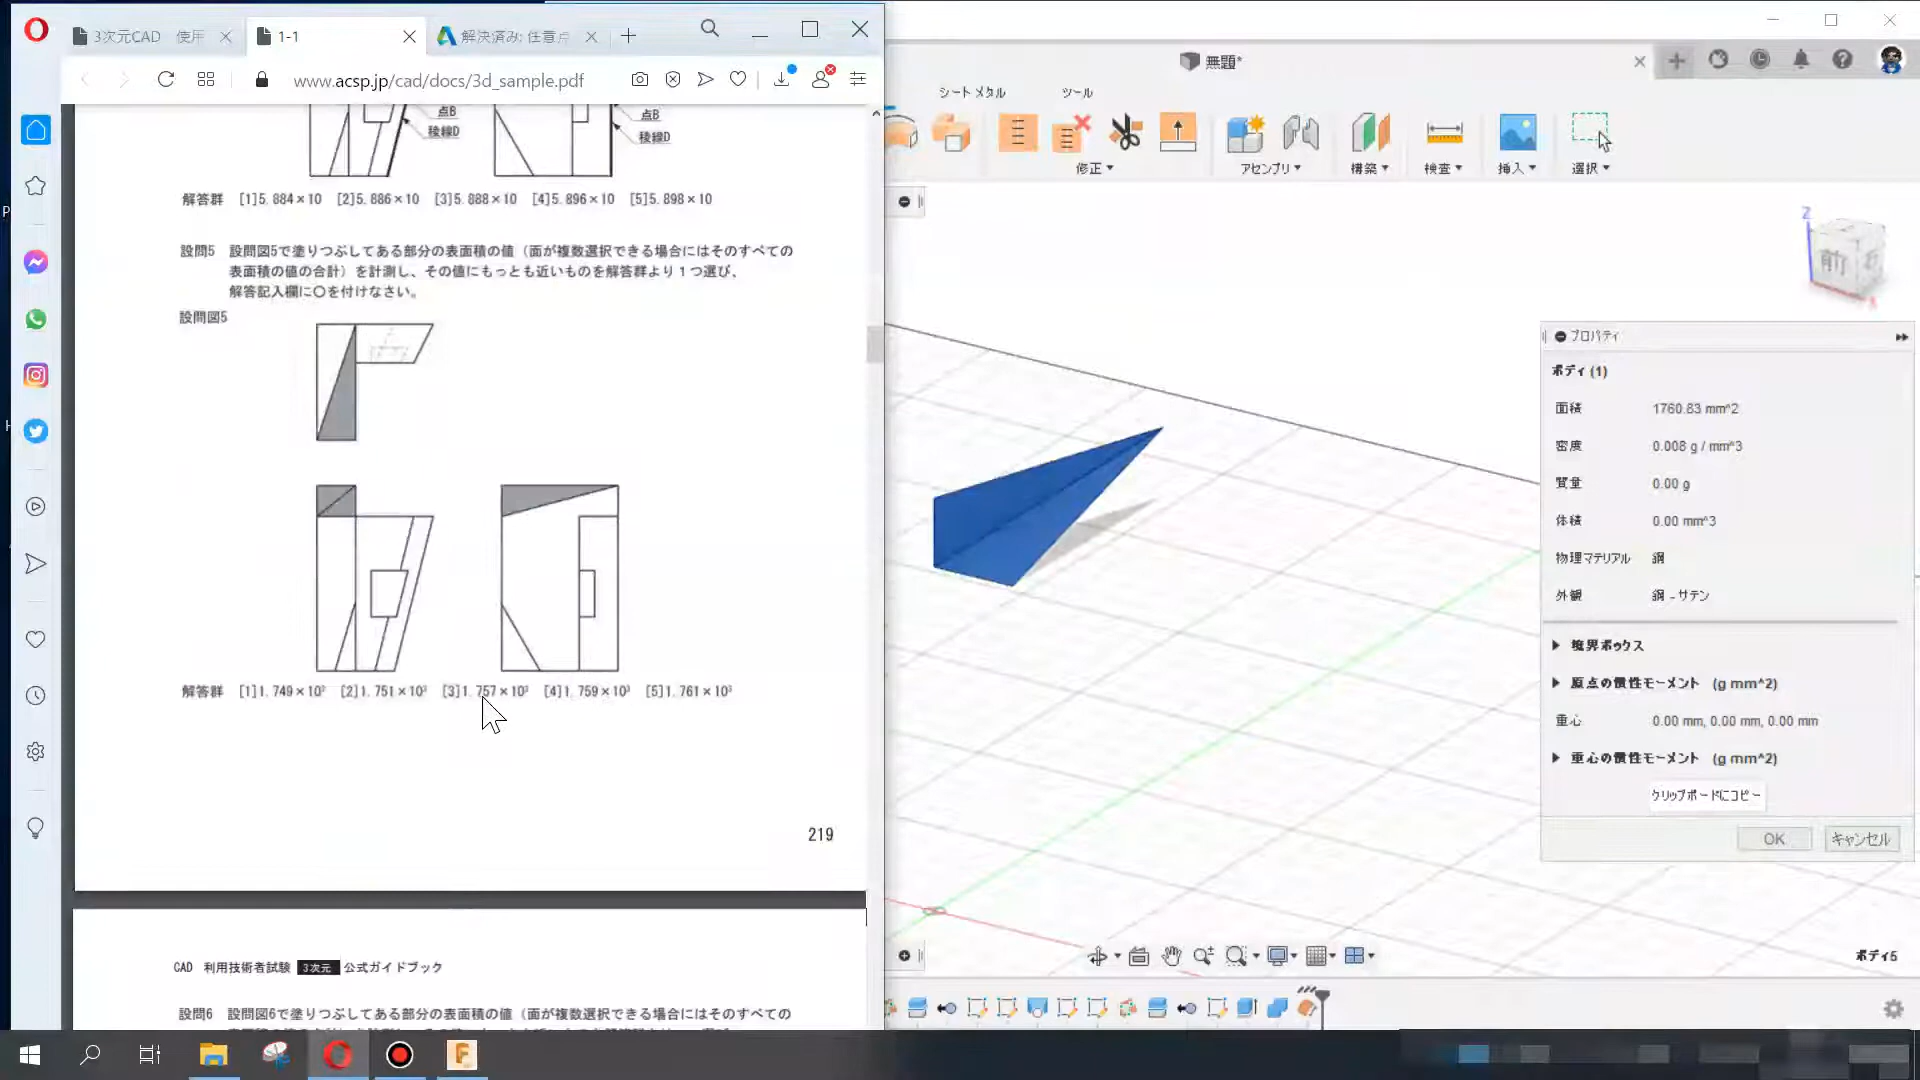 3次元CAD 使用
1-1
解決済み: 任意点
www.acsp.jp/cad/docs/3d_sample.pdf
点B
稜線D
点B
稜線D
解答群 [1]5.884×10 [2]5.886×10 [3]5.888×10 [4]5.896×10 [5]5.898×10
設問5 設問図5で塗りつぶしてある部分の表面積の値（面が複数選択できる場合にはそのすべての
表面積の値の合計）を計測し、その値にもっとも近いものを解答群より1つ選び、
解答記入欄に○を付けなさい。
設問図5
解答群 [1]1.749×10³ [2]1.751×10³ [3]1.757×10³ [4]1.759×10³ [5]1.761×10³
219
CAD 利用技術者試験 3次元 公式ガイドブック
設問6 設問図6で塗りつぶしてある部分の表面積の値（面が複数選択できる場合にはそのすべての
無題*
シート メタル
ツール
修正
アセンブリ
構築
検査
挿入
選択
Z
前
右
X
プロパティ
ボディ (1)
面積 1760.83 mm^2
密度 0.008 g / mm^3
質量 0.00 g
体積 0.00 mm^3
物理マテリアル 鋼
外観 鋼 - サテン
境界ボックス
原点の慣性モーメント (g mm^2)
重心 0.00 mm, 0.00 mm, 0.00 mm
重心の慣性モーメント (g mm^2)
クリップボードにコピー
OK
キャンセル
ボディ5